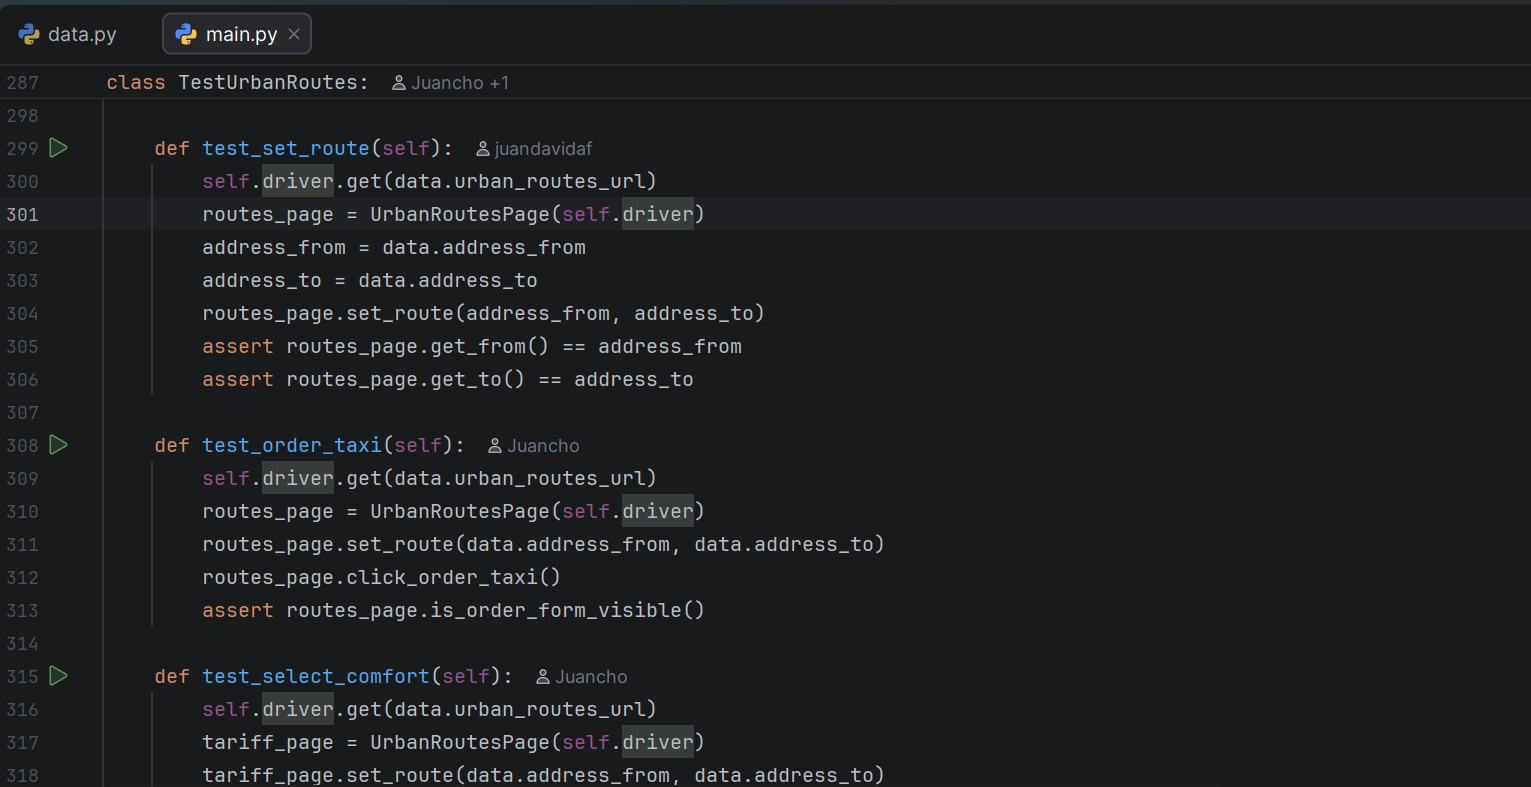 data.py main.py
287 class TestUrbanRoutes: Juancho +1
298
299 def test_set_route(self): juandavidaf
300 self.driver.get(data.urban_routes_url)
301 routes_page = UrbanRoutesPage(self.driver)
302 address_from = data.address_from
303 address_to = data.address_to
304 routes_page.set_route(address_from, address_to)
305 assert routes_page.get_from() == address_from
306 assert routes_page.get_to() == address_to
307
308 def test_order_taxi(self): Juancho
309 self.driver.get(data.urban_routes_url)
310 routes_page = UrbanRoutesPage(self.driver)
311 routes_page.set_route(data.address_from, data.address_to)
312 routes_page.click_order_taxi()
313 assert routes_page.is_order_form_visible()
314
315 def test_select_comfort(self): Juancho
316 self.driver.get(data.urban_routes_url)
317 tariff_page = UrbanRoutesPage(self.driver)
318 tariff_page.set_route(data.address_from, data.address_to)